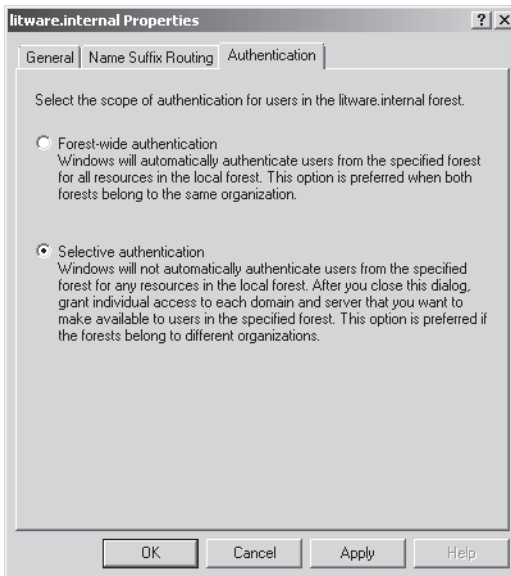 litware.internal Properties
? X
General Name Suffix Routing Authentication
Select the scope of authentication for users in the litware.internal forest.
Forest-wide authentication
Windows will automatically authenticate users from the specified forest
for all resources in the local forest. This option is preferred when both
forests belong to the same organization.
Selective authentication
Windows will not automatically authenticate users from the specified
forest for any resources in the local forest. After you close this dialog,
grant individual access to each domain and server that you want to
make available to users in the specified forest. This option is preferred if
the forests belong to different organizations.
OK Cancel Apply Help